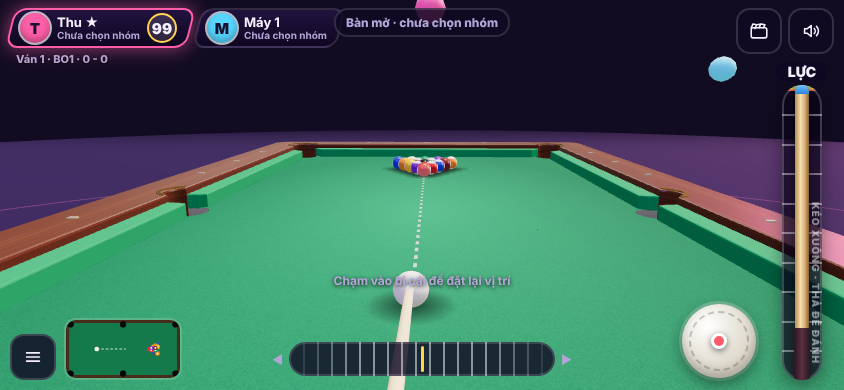 T
Thu ★
Chưa chọn nhóm
99
M
Máy 1
Chưa chọn nhóm
Bàn mở · chưa chọn nhóm
Ván 1 · BO1 · 0 - 0
LỰC
KÉO XUỐNG · THẢ ĐỂ ĐÁNH
Chạm vào bi cái để đặt lại vị trí